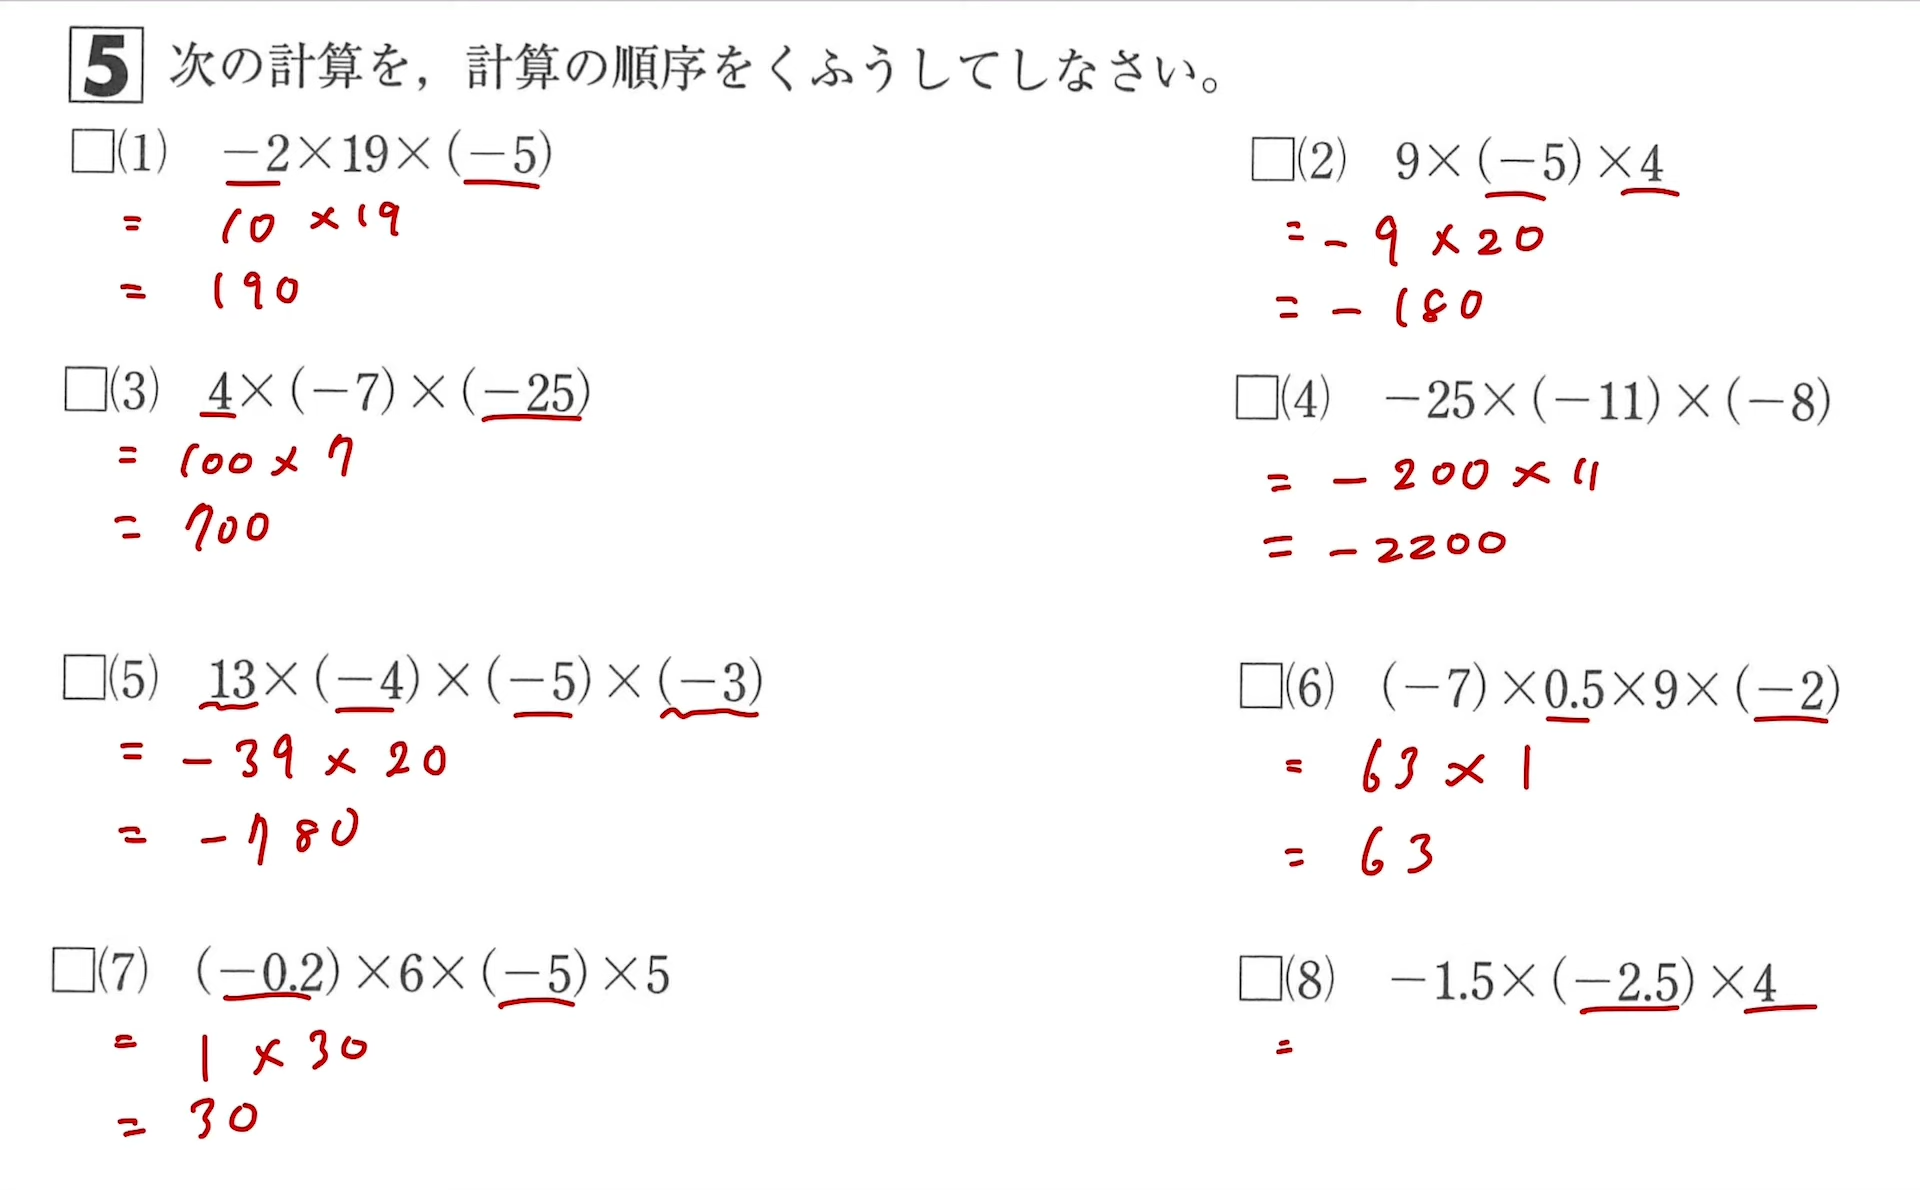 5 次の計算を，計算の順序をくふうしてしなさい。
□(1) −2×19×(−5)
= 10 × 19
= 190
□(2) 9×(−5)×4
= - 9 × 20
= - 180
□(3) 4×(−7)×(−25)
= 100 × 7
= 700
□(4) −25×(−11)×(−8)
= - 200 × 11
= - 2200
□(5) 13×(−4)×(−5)×(−3)
= - 39 × 20
= - 780
□(6) (−7)×0.5×9×(−2)
= 63 × 1
= 63
□(7) (−0.2)×6×(−5)×5
= 1 × 30
= 30
□(8) −1.5×(−2.5)×4
=